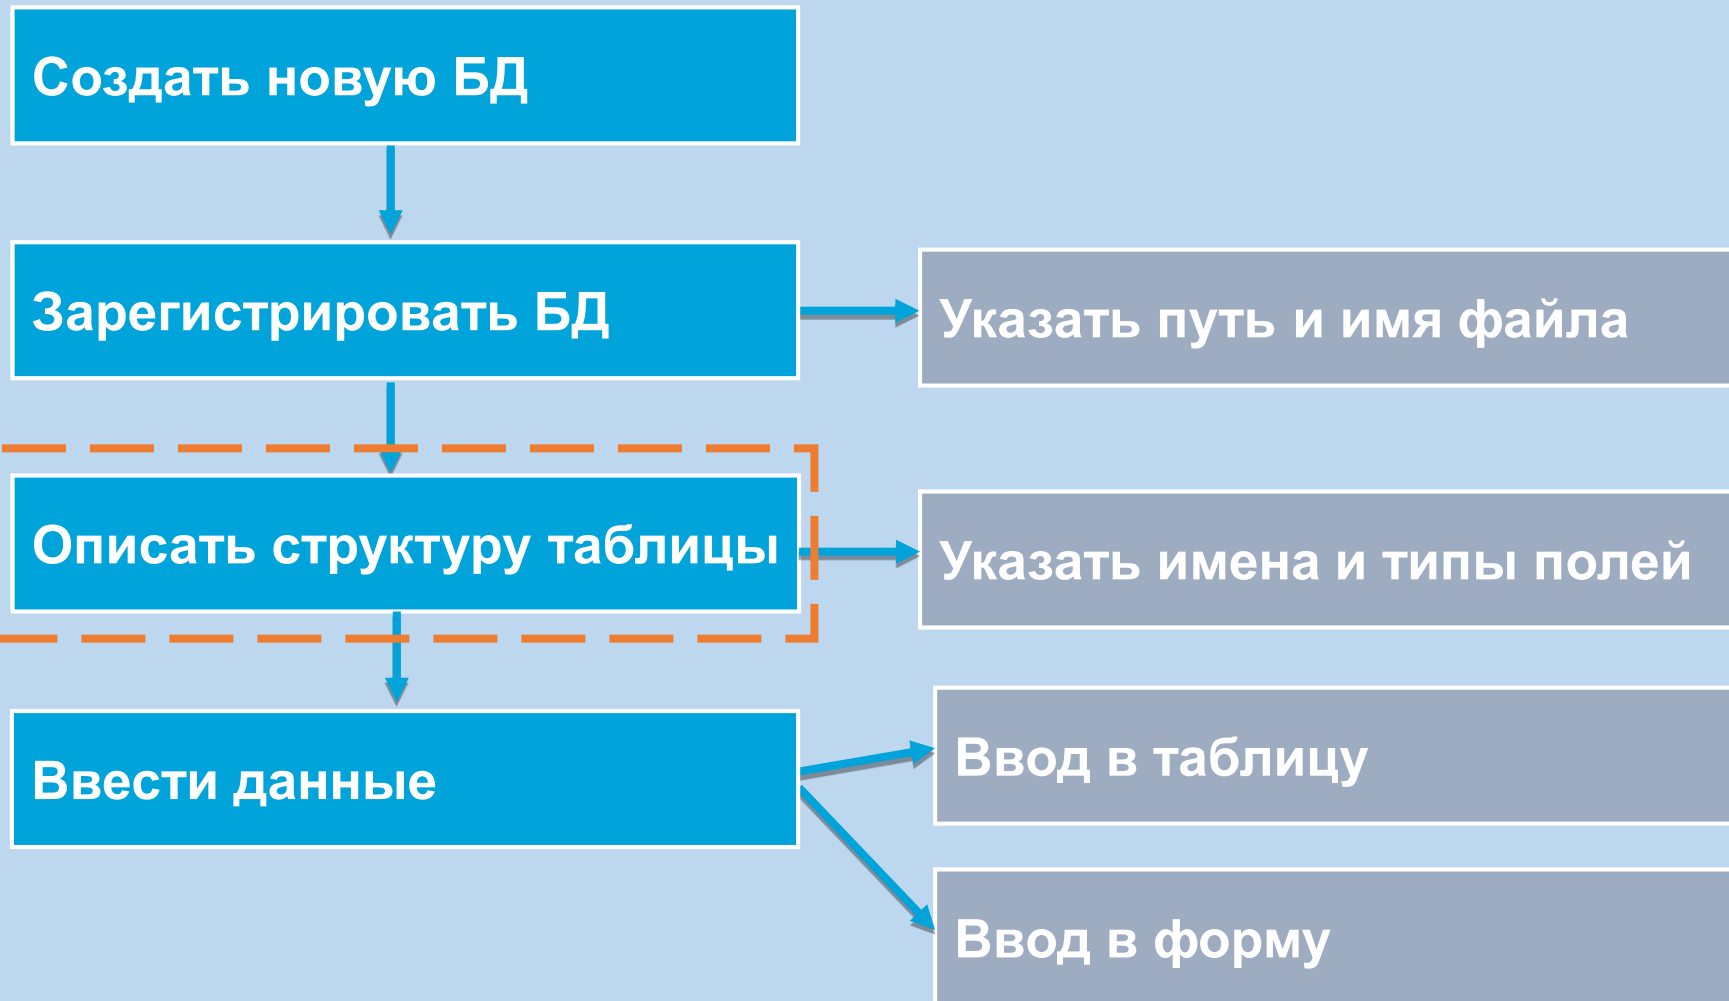 Создать новую БД
Зарегистрировать БД
Указать путь и имя файла
Описать структуру таблицы
Указать имена и типы полей
Ввести данные
Ввод в таблицу
Ввод в форму